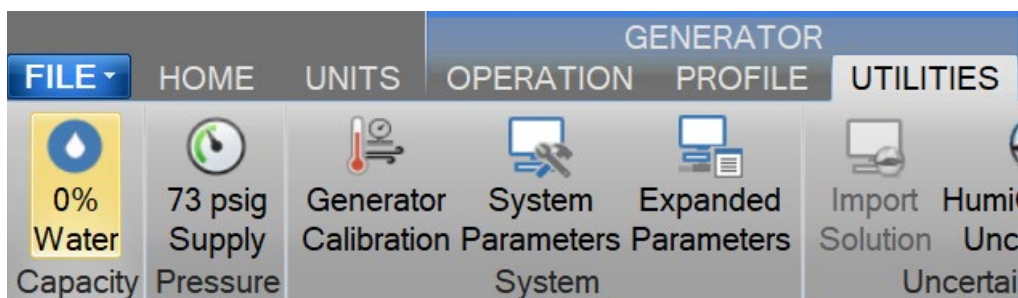 GENERATOR
FILE HOME UNITS OPERATION PROFILE UTILITIES
0% 73 psig Generator System Expanded Import
Water Supply Calibration Parameters Parameters Solution
Capacity Pressure System